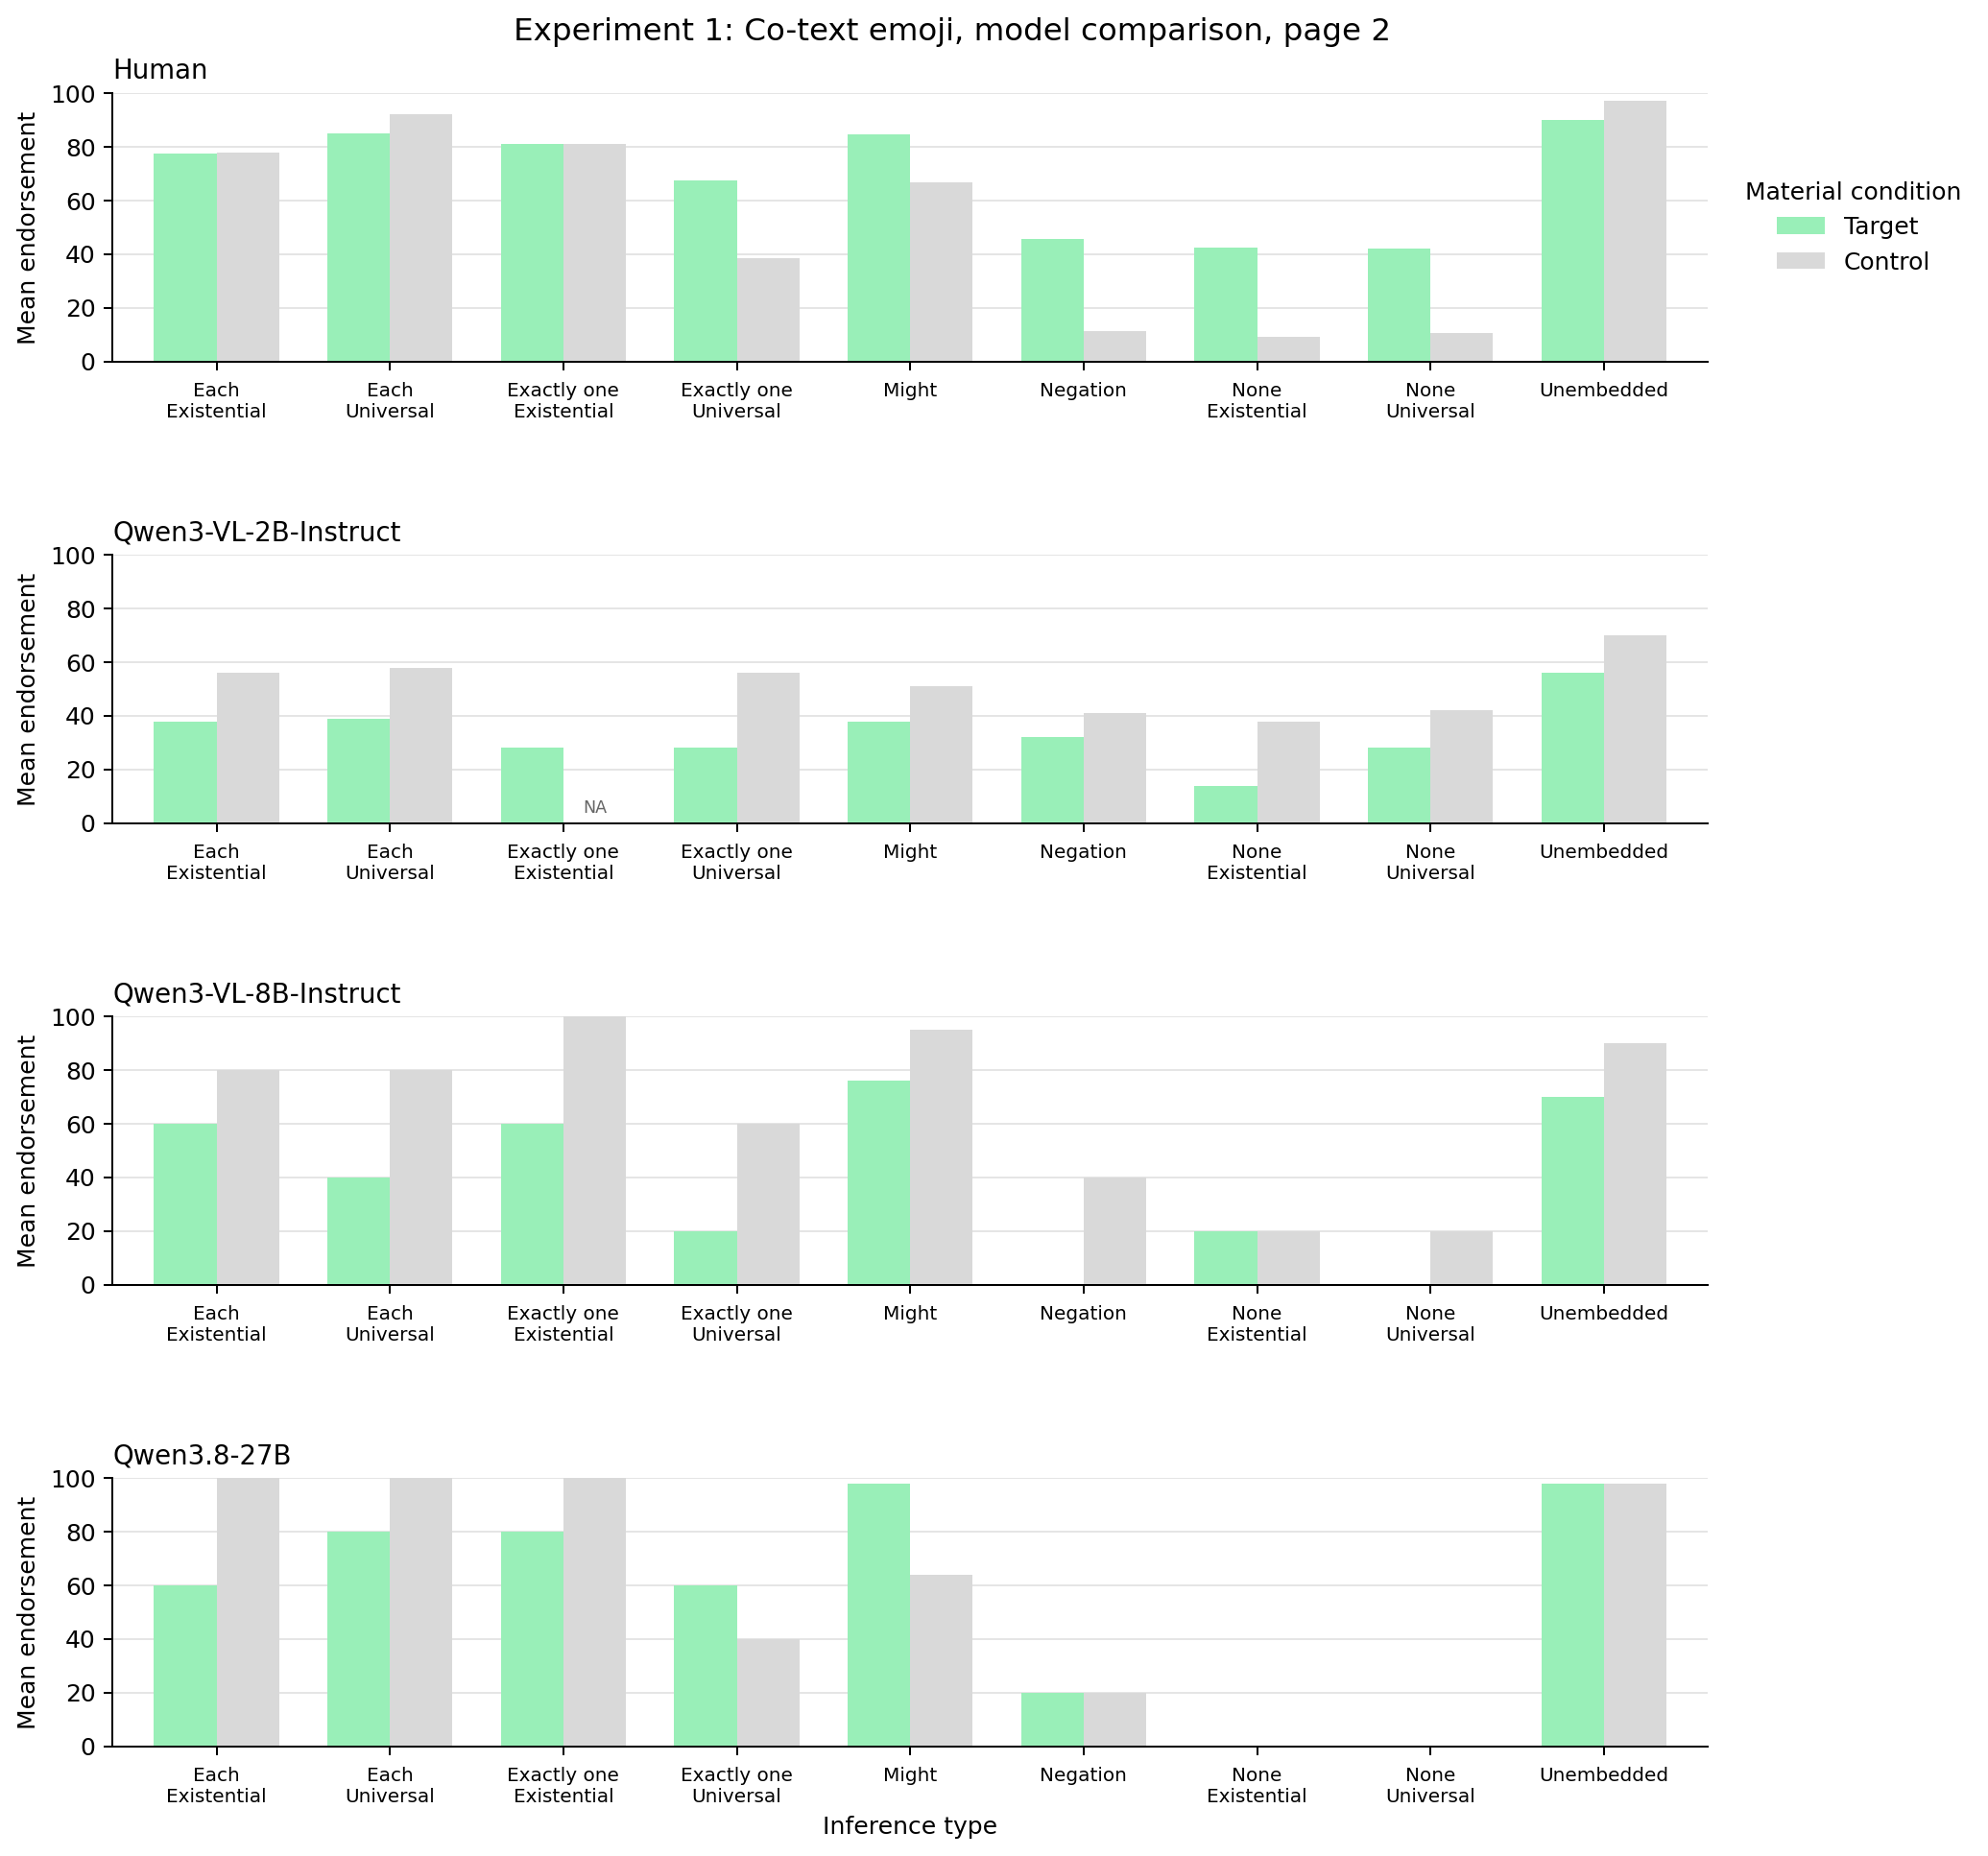 Experiment 1: Co-text emoji, model comparison, page 2
Human
Mean endorsement
100
80
60
40
20
0
Each Existential
Each Universal
Exactly one Existential
Exactly one Universal
Might
Negation
None Existential
None Universal
Unembedded
Material condition
Target
Control
Qwen3-VL-2B-Instruct
Mean endorsement
100
80
60
40
20
0
NA
Each Existential
Each Universal
Exactly one Existential
Exactly one Universal
Might
Negation
None Existential
None Universal
Unembedded
Qwen3-VL-8B-Instruct
Mean endorsement
100
80
60
40
20
0
Each Existential
Each Universal
Exactly one Existential
Exactly one Universal
Might
Negation
None Existential
None Universal
Unembedded
Qwen3.8-27B
Mean endorsement
100
80
60
40
20
0
Each Existential
Each Universal
Exactly one Existential
Exactly one Universal
Might
Negation
None Existential
None Universal
Unembedded
Inference type